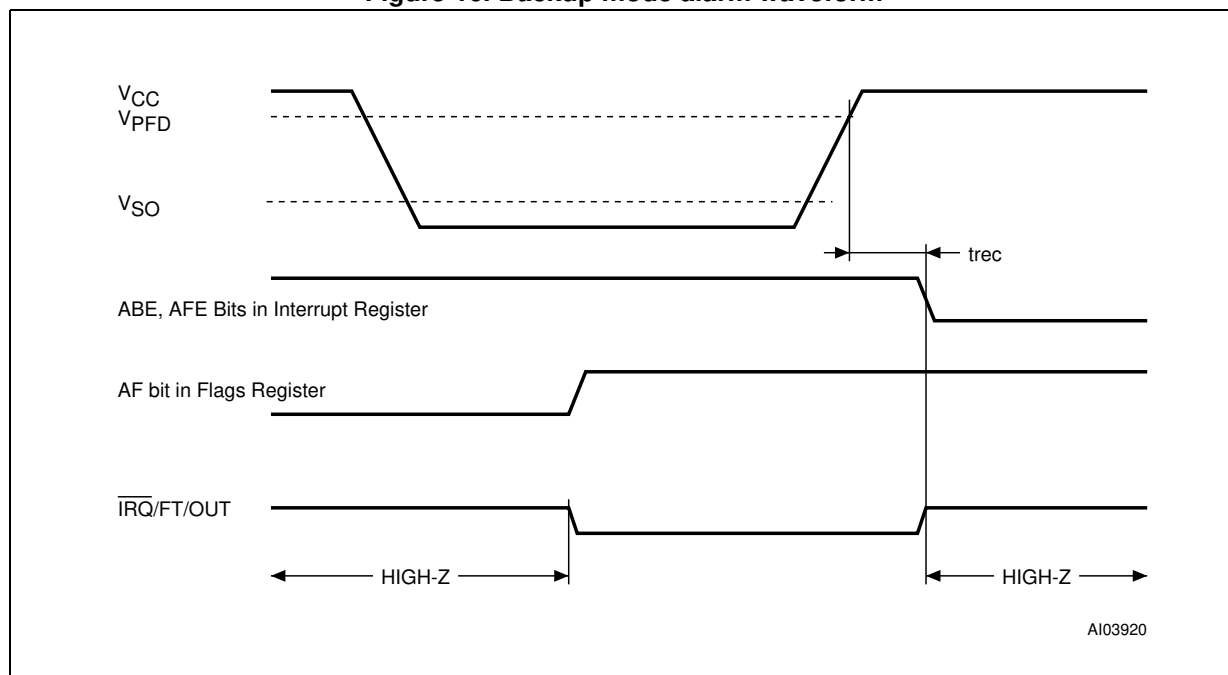 Figure 16. Backup mode alarm waveform
VCC
VPFD
VSO
trec
ABE, AFE Bits in Interrupt Register
AF bit in Flags Register
IRQ/FT/OUT
HIGH-Z
HIGH-Z
AI03920